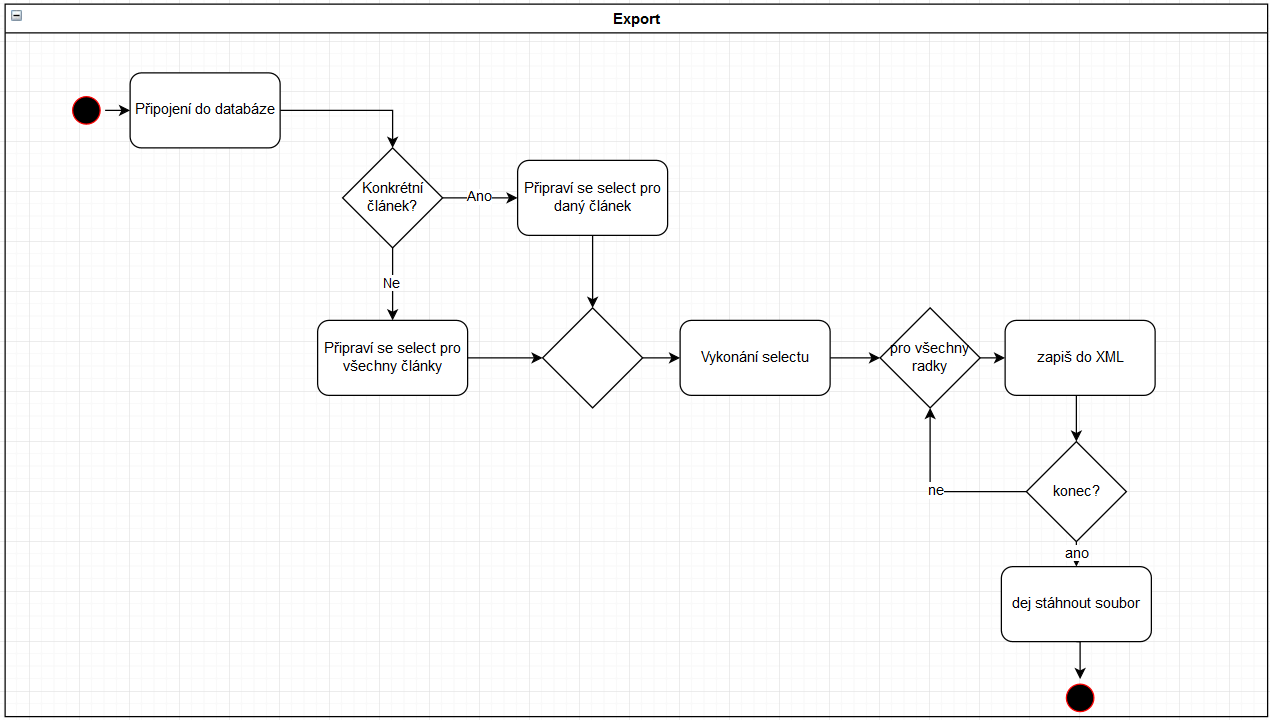 Export
Připojení do databáze
Konkrétní
článek?
Ano
Připraví se select pro
daný článek
Ne
Připraví se select pro
všechny články
Vykonání selectu
pro všechny
radky
zapiš do XML
konec?
ne
ano
dej stáhnout soubor